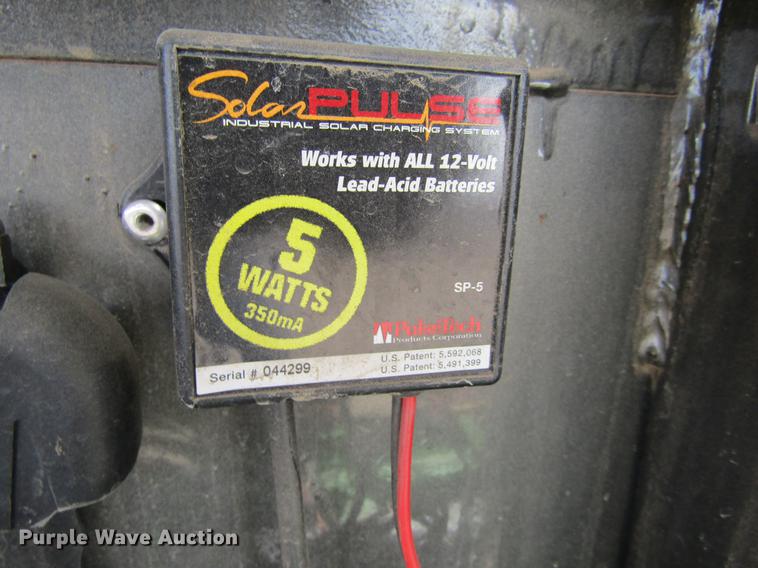 SolarPULSE
INDUSTRIAL SOLAR CHARGING SYSTEM
Works with ALL 12-Volt
Lead-Acid Batteries
5
WATTS
350mA
SP-5
PulseTech
Products Corporation
Serial # 044299
U.S. Patent: 5,592,068
U.S. Patent: 5,491,399
Purple Wave Auction